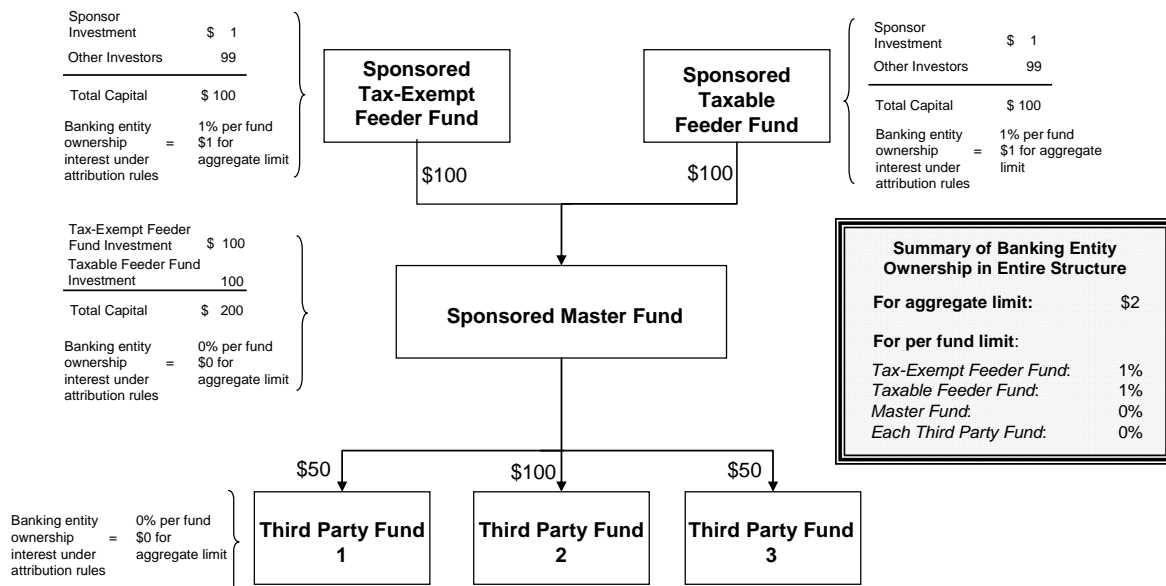 Sponsor
Investment $ 1
Other Investors 99
Total Capital $ 100
Banking entity 1% per fund
ownership = $1 for
interest under aggregate limit
attribution rules
Sponsored
Tax-Exempt
Feeder Fund
Sponsored
Taxable
Feeder Fund
Sponsor
Investment $ 1
Other Investors 99
Total Capital $ 100
Banking entity 1% per fund
ownership = $1 for aggregate
interest under limit
attribution rules
$100
$100
Tax-Exempt Feeder
Fund Investment $ 100
Taxable Feeder Fund
Investment 100
Total Capital $ 200
Banking entity 0% per fund
ownership = $0 for
interest under aggregate limit
attribution rules
Sponsored Master Fund
Summary of Banking Entity
Ownership in Entire Structure
For aggregate limit: $2
For per fund limit:
Tax-Exempt Feeder Fund: 1%
Taxable Feeder Fund: 1%
Master Fund: 0%
Each Third Party Fund: 0%
$50
$100
$50
Banking entity 0% per fund
ownership = $0 for
interest under aggregate limit
attribution rules
Third Party Fund
1
Third Party Fund
2
Third Party Fund
3